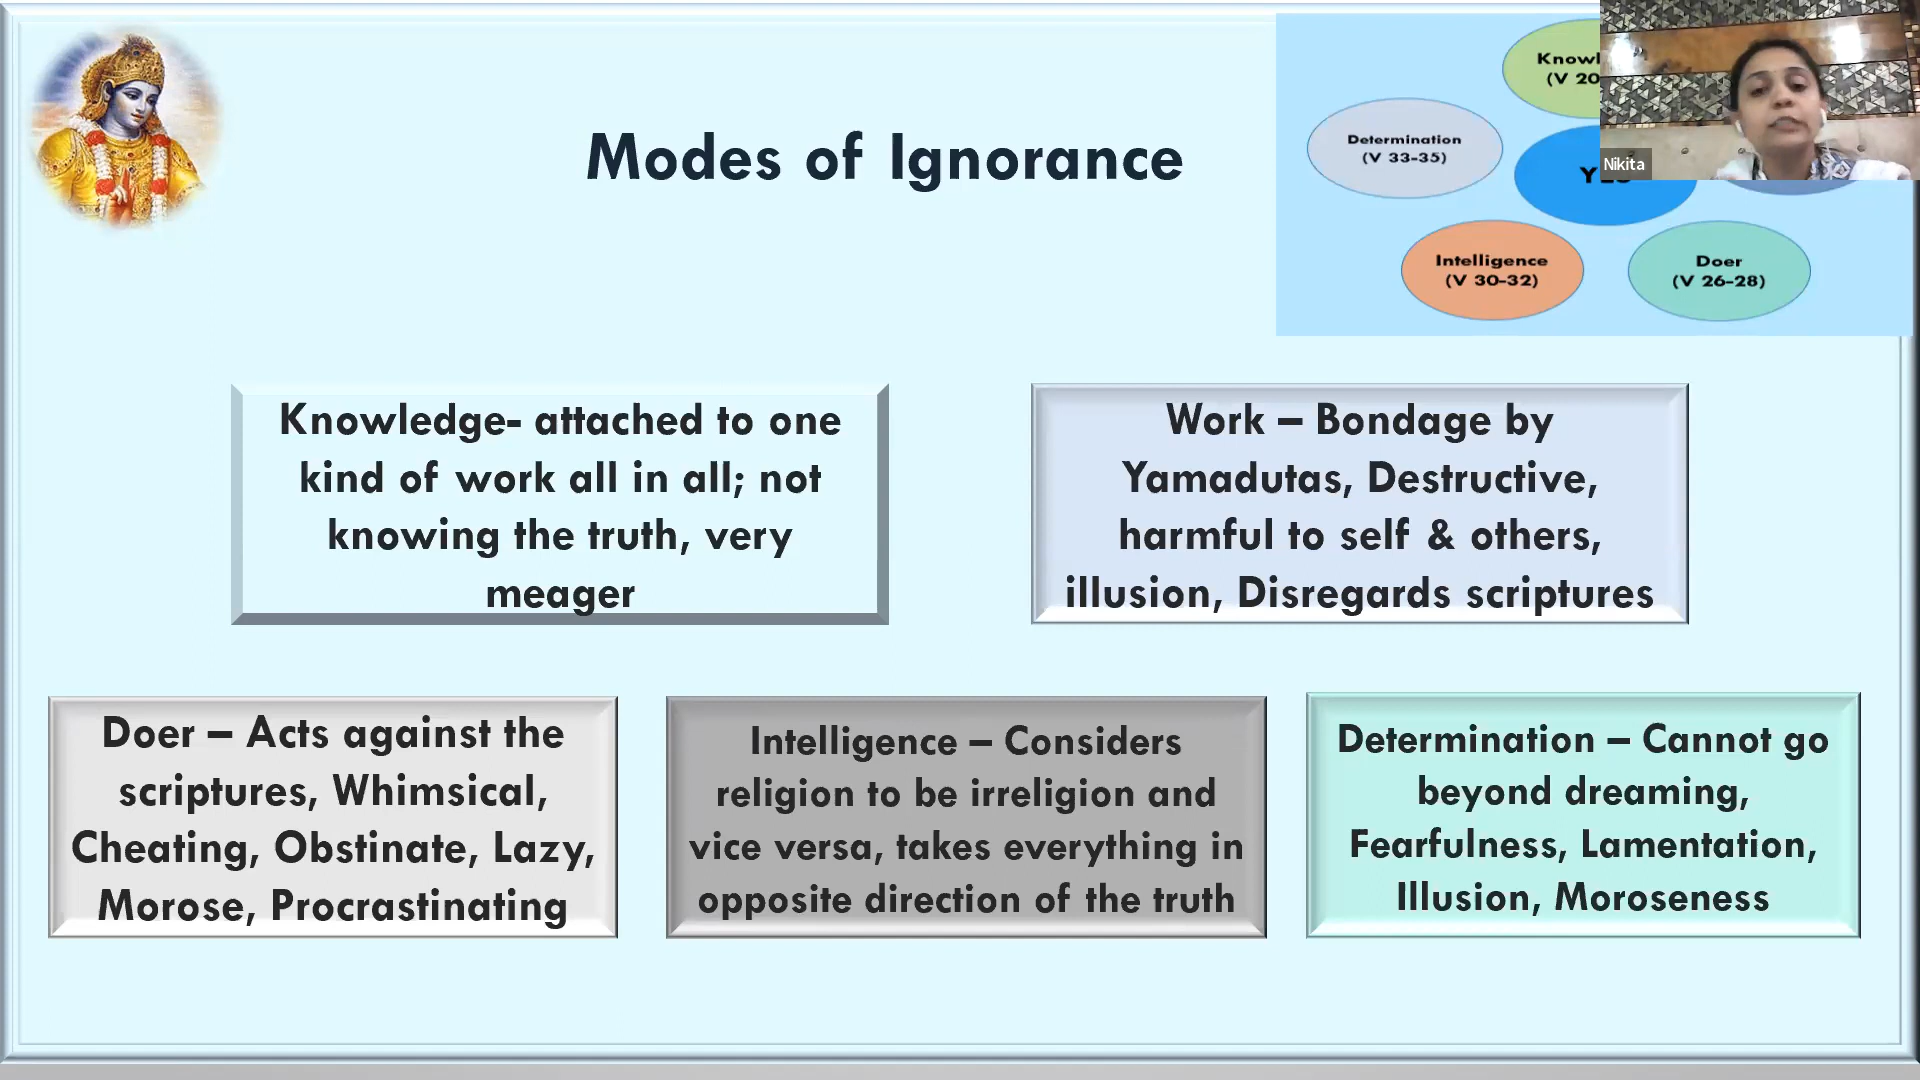 Modes of Ignorance
(V 20
Determination
(V 33-35)
Intelligence
(V 30-32)
Doer
(V 26-28)
Nikita
Knowledge- attached to one
kind of work all in all; not
knowing the truth, very
meager
Work – Bondage by
Yamadutas, Destructive,
harmful to self & others,
illusion, Disregards scriptures
Doer – Acts against the
scriptures, Whimsical,
Cheating, Obstinate, Lazy,
Morose, Procrastinating
Intelligence – Considers
religion to be irreligion and
vice versa, takes everything in
opposite direction of the truth
Determination – Cannot go
beyond dreaming,
Fearfulness, Lamentation,
Illusion, Moroseness